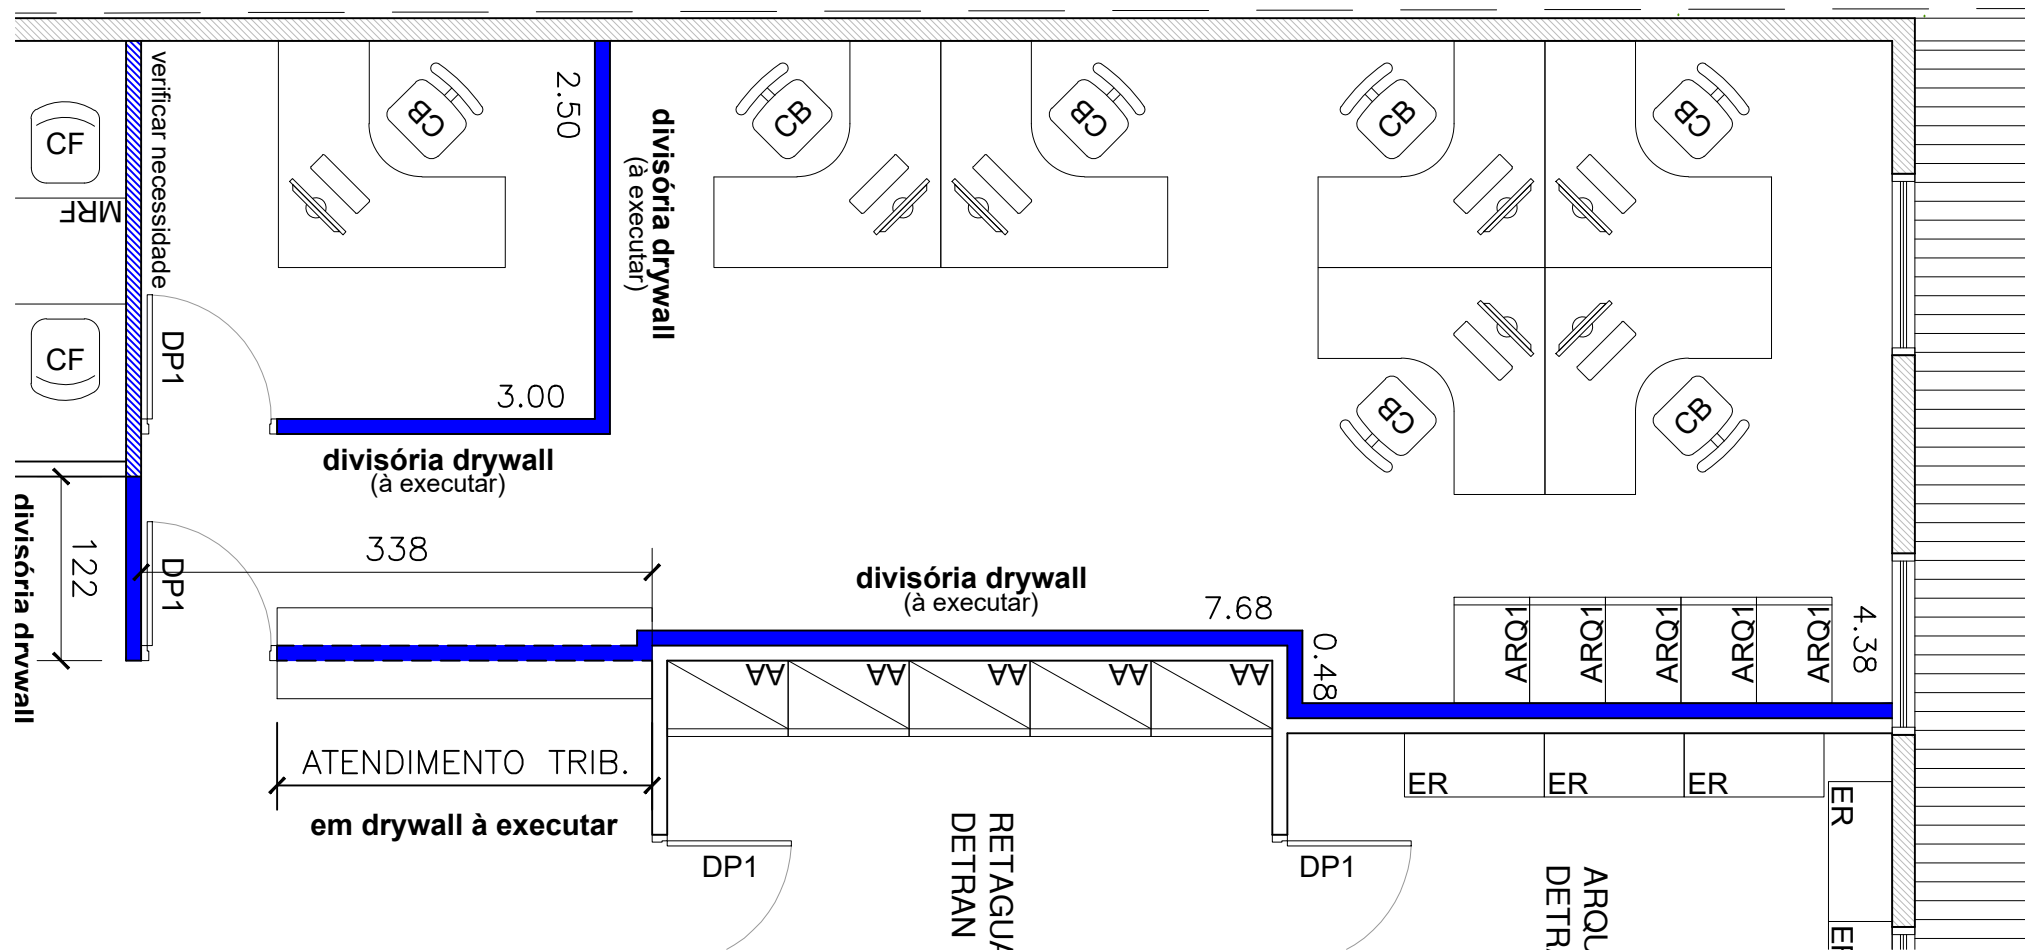 verificar necessidade
2.50
divisória drywall
(à executar)
CF
MRF
CF
CB
CB
CB
CB
CB
CB
CB
DP1
3.00
divisória drywall
(à executar)
divisória drywall
122
DP1
338
divisória drywall
(à executar)
7.68
0.48
ARQ1
ARQ1
ARQ1
ARQ1
ARQ1
4.38
AA
AA
AA
AA
AA
ATENDIMENTO TRIB.
em drywall à executar
ER
ER
ER
ER
DP1
DP1
RETAGUA
DETRAN
ARQU
DETR
ER